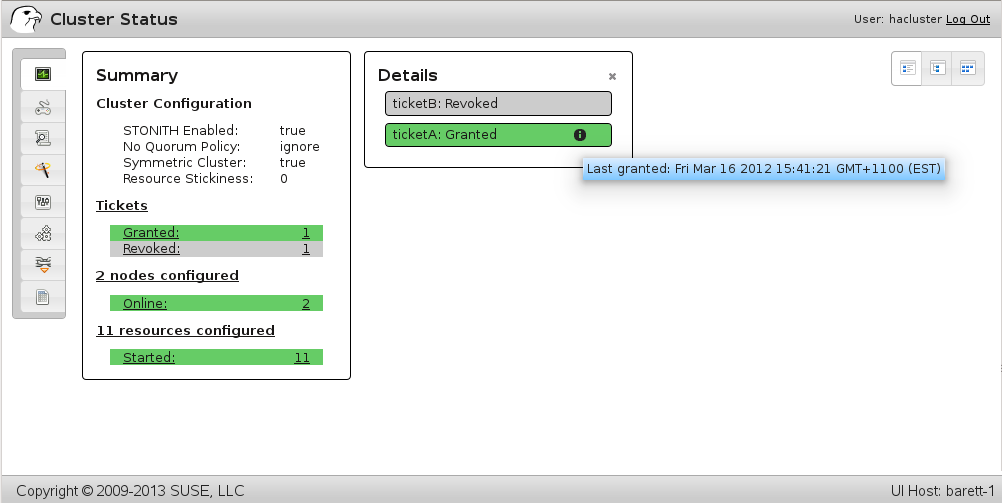 Cluster Status
User: hacluster Log Out
Summary
Cluster Configuration
STONITH Enabled: true
No Quorum Policy: ignore
Symmetric Cluster: true
Resource Stickiness: 0
Tickets
Granted: 1
Revoked: 1
2 nodes configured
Online: 2
11 resources configured
Started: 11
Details
ticketB: Revoked
ticketA: Granted
Last granted: Fri Mar 16 2012 15:41:21 GMT+1100 (EST)
Copyright © 2009-2013 SUSE, LLC
UI Host: barett-1